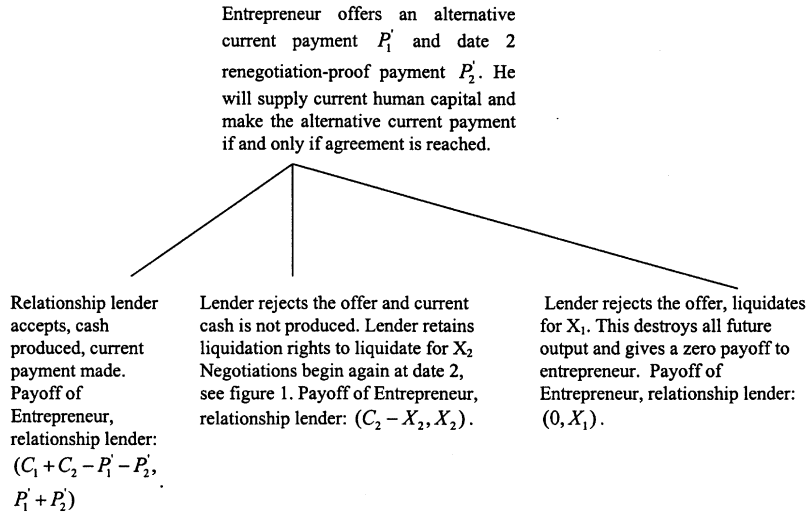 Entrepreneur offers an alternative
current payment P₁′ and date 2
renegotiation-proof payment P₂′. He
will supply current human capital and
make the alternative current payment
if and only if agreement is reached.
Relationship lender
accepts, cash
produced, current
payment made.
Payoff of
Entrepreneur,
relationship lender:
(C₁ + C₂ − P₁′ − P₂′,
P₁′ + P₂′)
Lender rejects the offer and current
cash is not produced. Lender retains
liquidation rights to liquidate for X₂
Negotiations begin again at date 2,
see figure 1. Payoff of Entrepreneur,
relationship lender: (C₂ − X₂, X₂).
Lender rejects the offer, liquidates
for X₁. This destroys all future
output and gives a zero payoff to
entrepreneur. Payoff of
Entrepreneur, relationship lender:
(0, X₁).